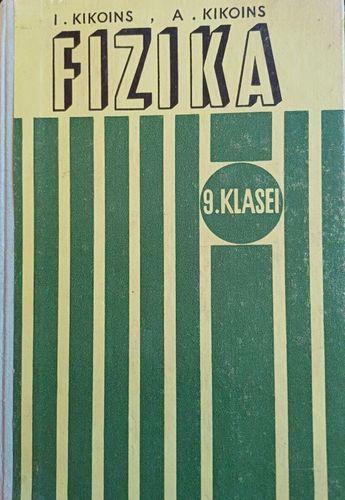 I. KIKOINS, A. KIKOINS
FIZIKA
9. KLASEI